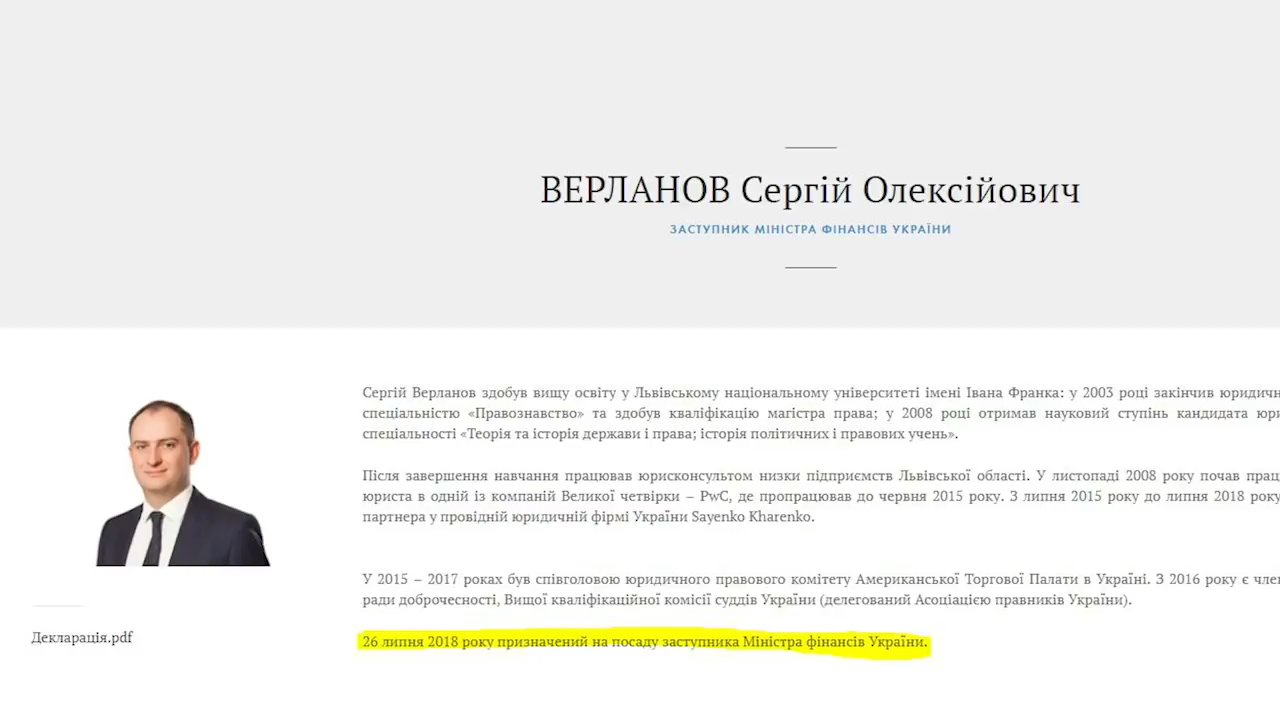 ВЕРЛАНОВ Сергій Олексійович
ЗАСТУПНИК МІНІСТРА ФІНАНСІВ УКРАЇНИ
Сергій Верланов здобув вищу освіту у Львівському національному університеті імені Івана Франка: у 2003 році закінчив
спеціальністю «Правознавство» та здобув кваліфікацію магістра права; у 2008 році отримав науковий ступінь кандидата
спеціальності «Теорія та історія держави і права; історія політичних і правових учень».
Після завершення навчання працював юрисконсультом низки підприємств Львівської області. У листопаді 2008 року почав
юриста в одній із компаній Великої четвірки – PwC, де пропрацював до червня 2015 року. З липня 2015 року до липня 2018 року
партнера у провідній юридичній фірмі України Sayenko Kharenko.
У 2015 – 2017 роках був співголовою юридичного правового комітету Американської Торгової Палати в Україні. З 2016 року є
ради доброчесності, Вищої кваліфікаційної комісії суддів України (делегований Асоціацією правників України).
Декларація.pdf
26 липня 2018 року призначений на посаду заступника Міністра фінансів України.